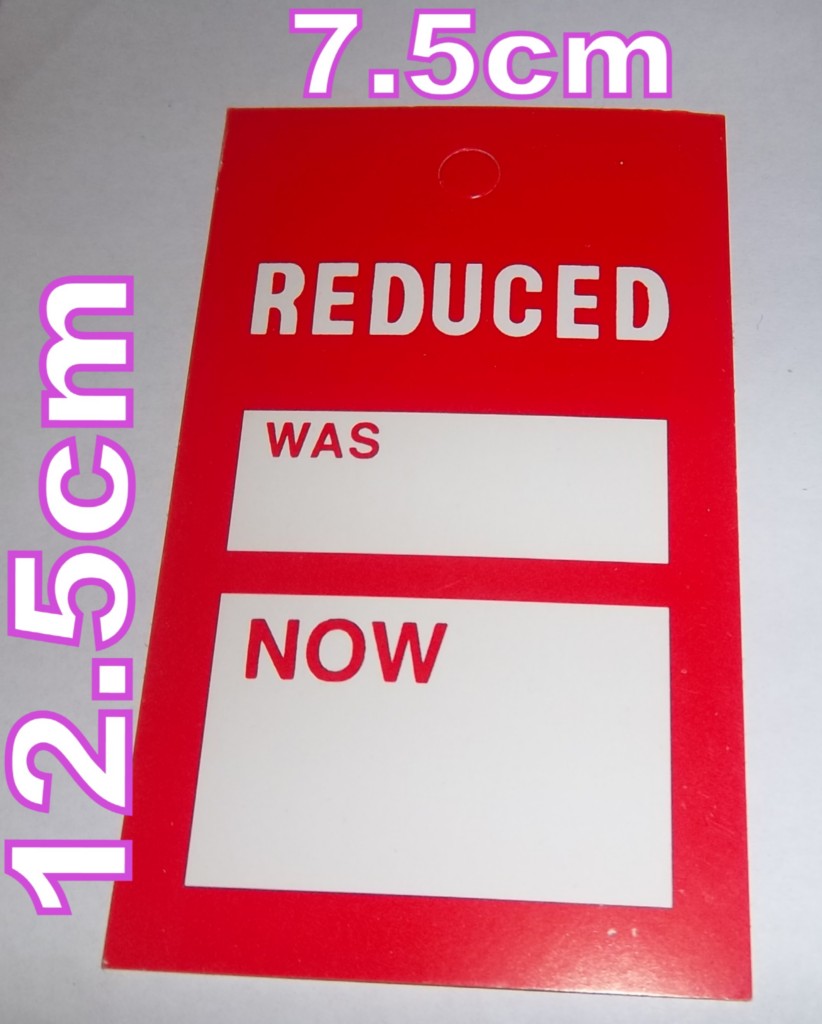 7.5cm
12.5cm
REDUCED
WAS
NOW